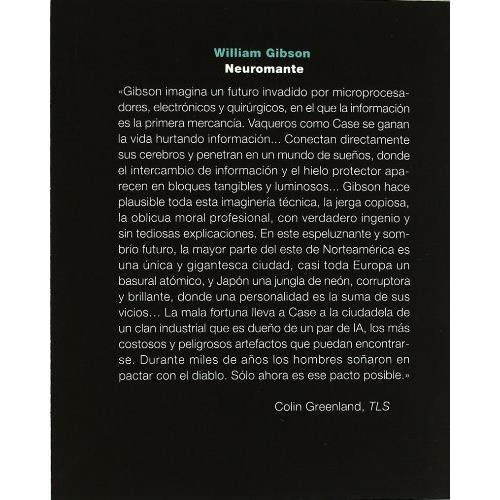 William Gibson
Neuromante
«Gibson imagina un futuro invadido por microprocesa-
dores, electrónicos y quirúrgicos, en el que la información
es la primera mercancía. Vaqueros como Case se ganan
la vida hurtando información... Conectan directamente
sus cerebros y penetran en un mundo de sueños, donde
el intercambio de información y el hielo protector apa-
recen en bloques tangibles y luminosos... Gibson hace
plausible toda esta imaginería técnica, la jerga copiosa,
la oblicua moral profesional, con verdadero ingenio y
sin tediosas explicaciones. En este espeluznante y som-
brío futuro, la mayor parte del este de Norteamérica es
una única y gigantesca ciudad, casi toda Europa un
basural atómico, y Japón una jungla de neón, corruptora
y brillante, donde una personalidad es la suma de sus
vicios... La mala fortuna lleva a Case a la ciudadela de
un clan industrial que es dueño de un par de IA, los más
costosos y peligrosos artefactos que puedan encontrar-
se. Durante miles de años los hombres soñaron en
pactar con el diablo. Sólo ahora es ese pacto posible.»
Colin Greenland, TLS